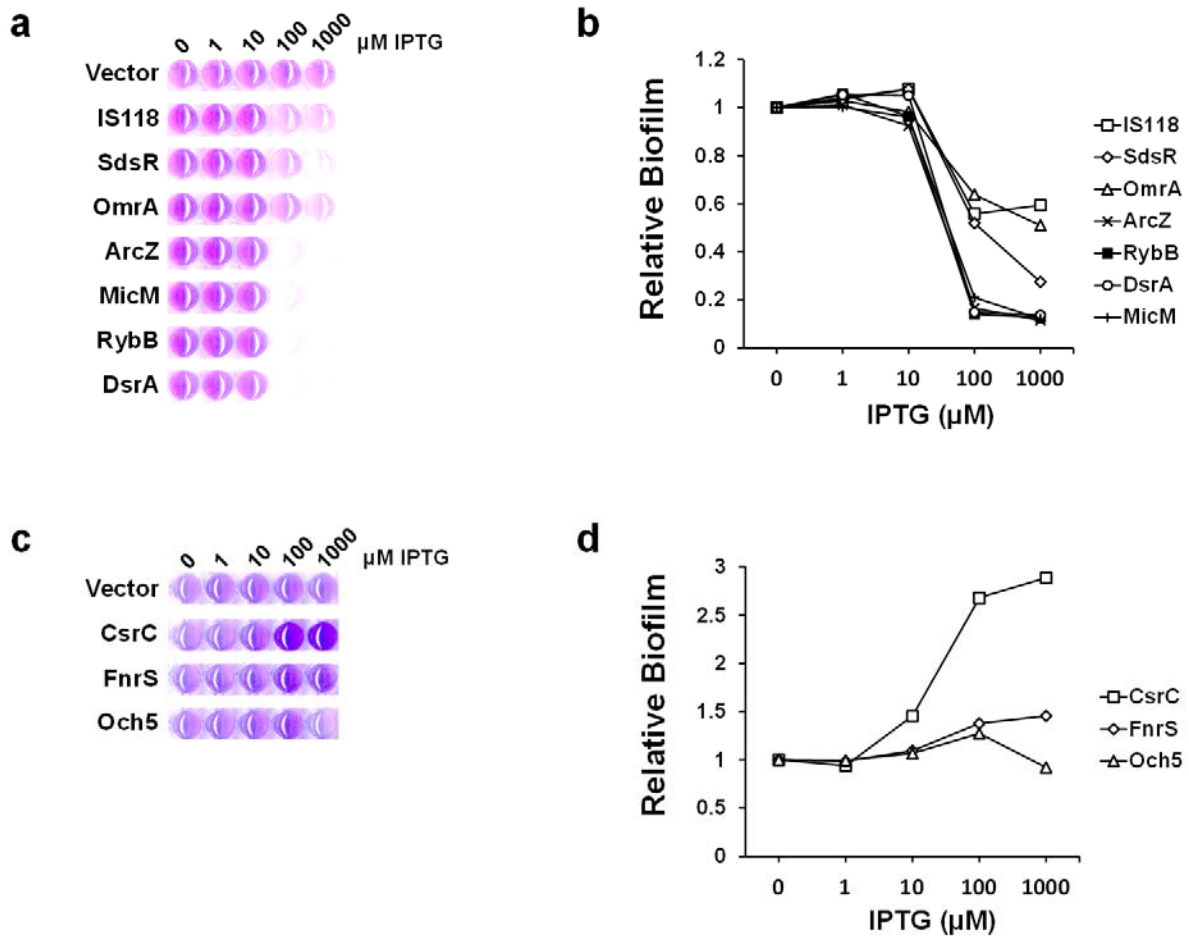 a
0 1 10 100 1000 µM IPTG
Vector
IS118
SdsR
OmrA
ArcZ
MicM
RybB
DsrA
b
Relative Biofilm
1.2
1
0.8
0.6
0.4
0.2
0
0 1 10 100 1000
IPTG (µM)
IS118
SdsR
OmrA
ArcZ
RybB
DsrA
MicM
c
0 1 10 100 1000 µM IPTG
Vector
CsrC
FnrS
Och5
d
Relative Biofilm
3
2.5
2
1.5
1
0.5
0
0 1 10 100 1000
IPTG (µM)
CsrC
FnrS
Och5